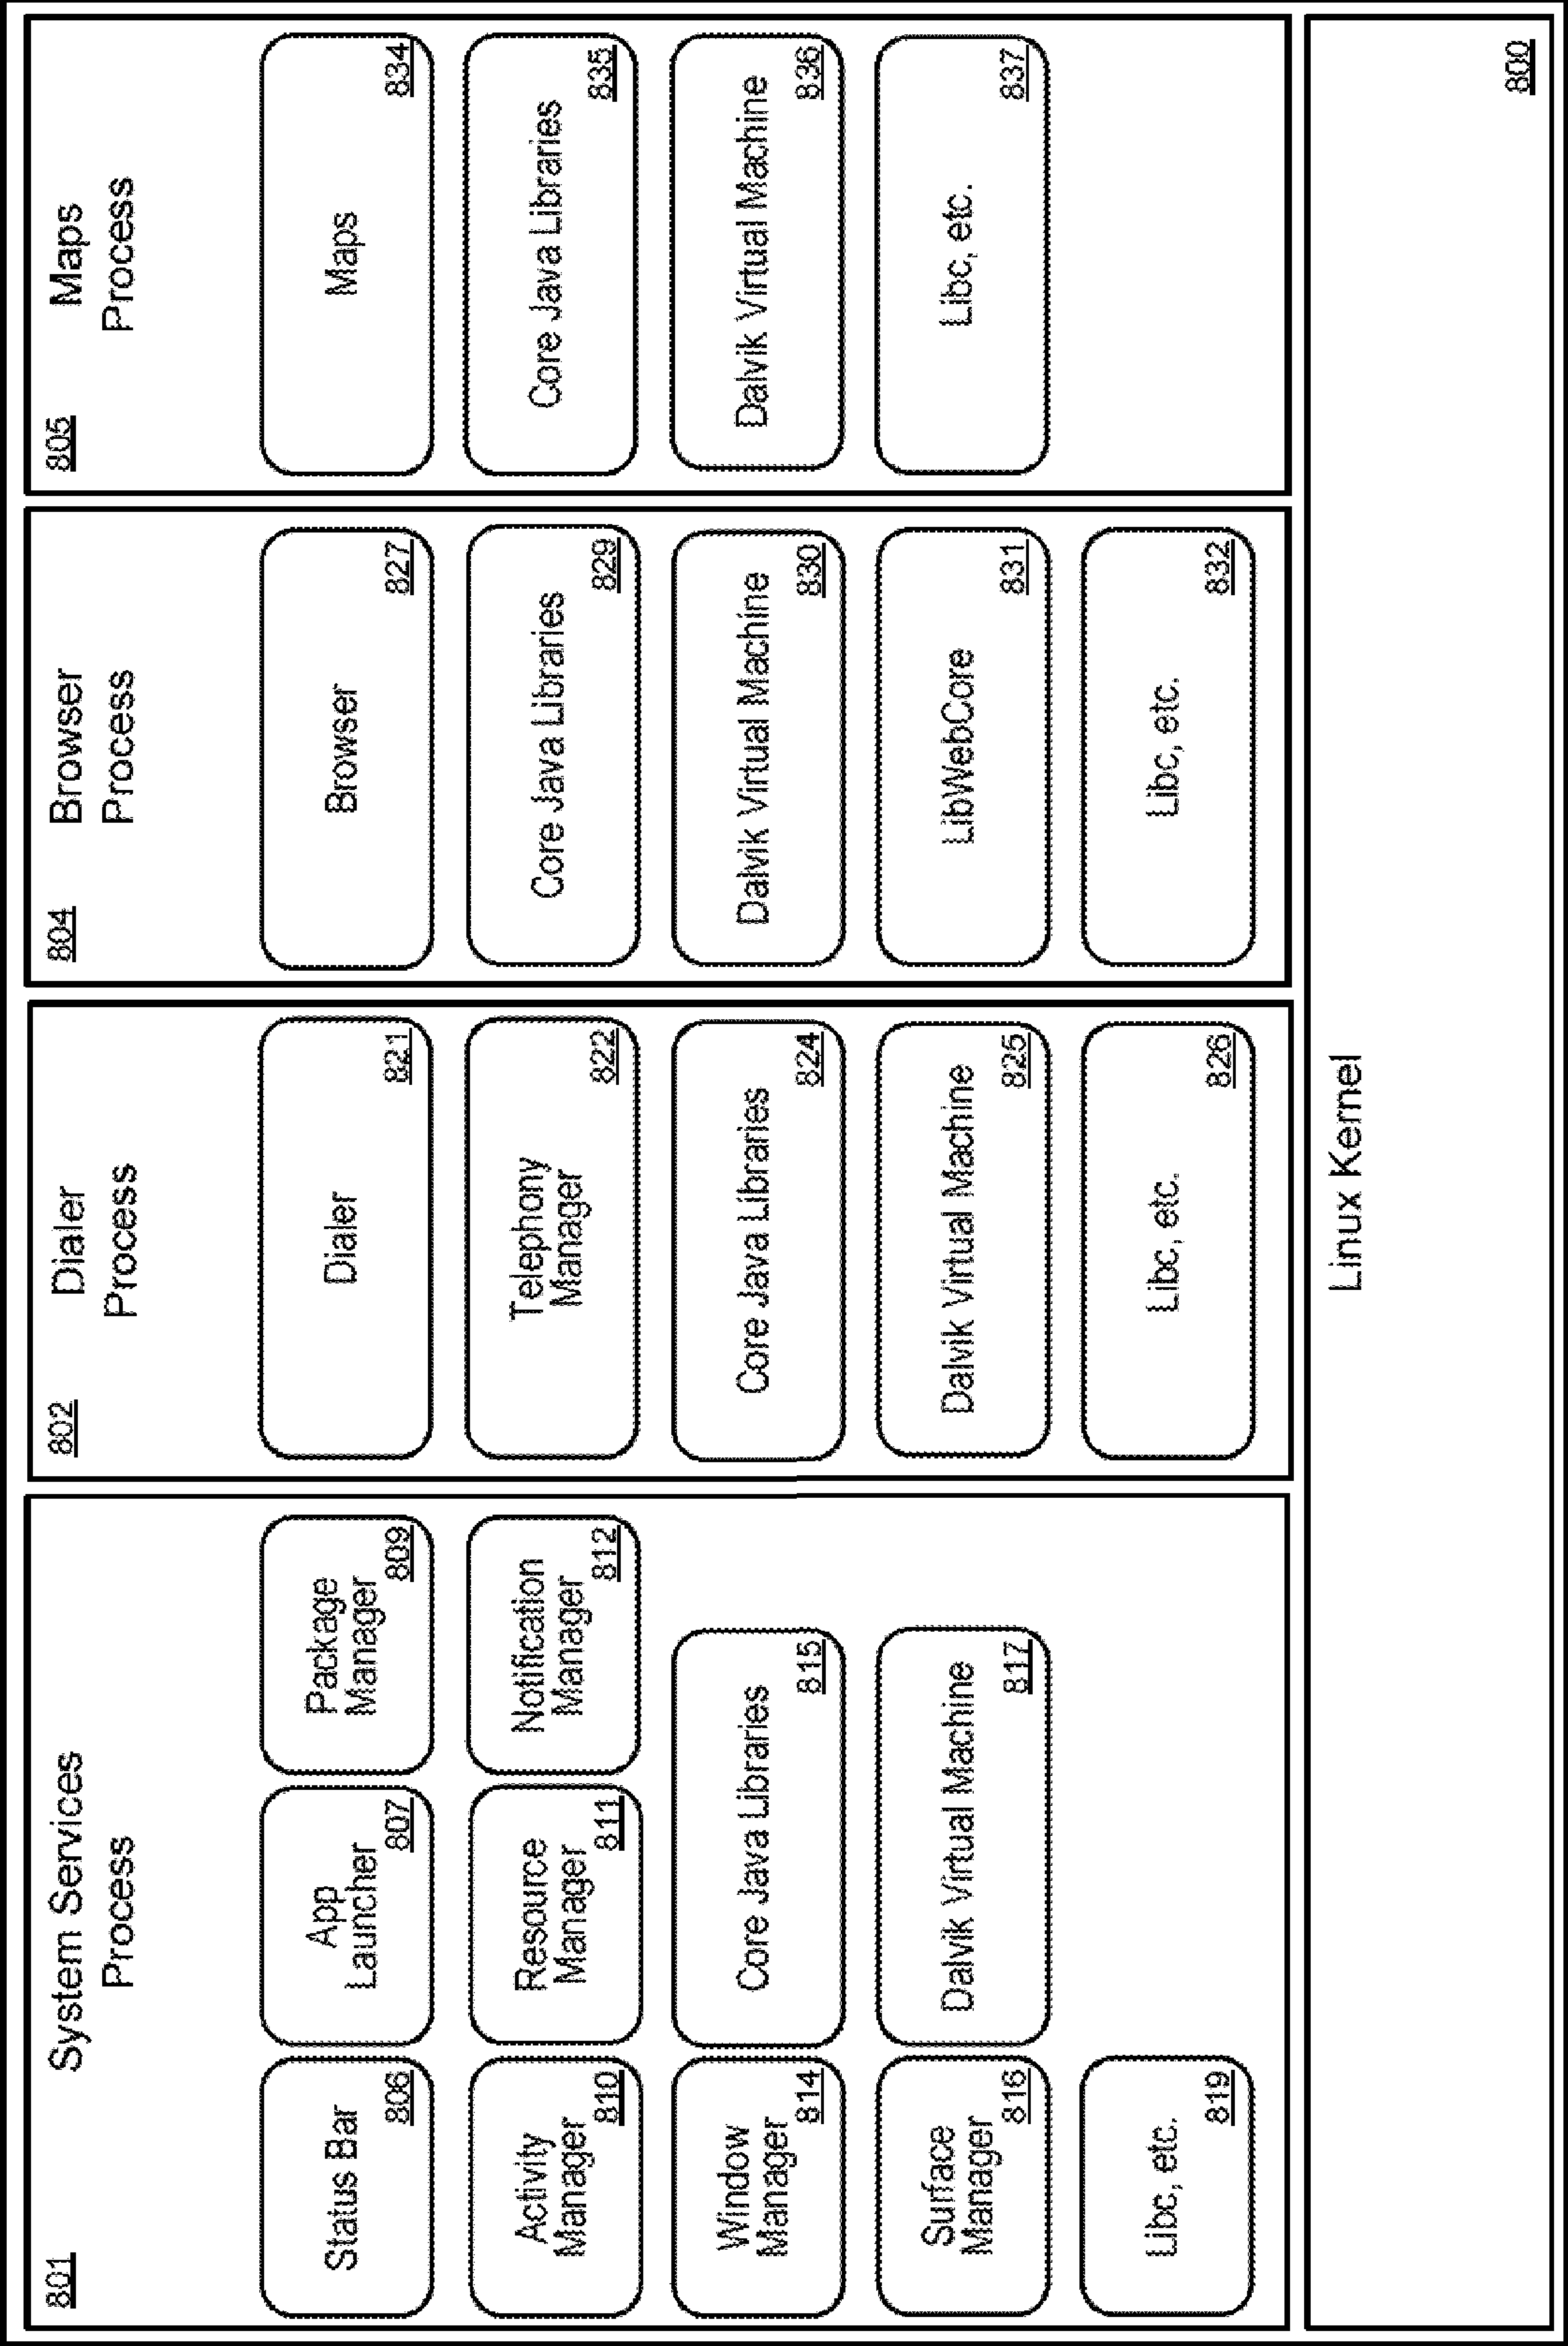 801
System Services
Process
Status Bar
806
App
Launcher
807
Package
Manager
809
Activity
Manager
810
Resource
Manager
811
Notification
Manager
812
Window
Manager
814
Core Java Libraries
815
Surface
Manager
816
Dalvik Virtual Machine
817
Libc, etc.
819
802
Dialer
Process
Dialer
821
Telephony
Manager
822
Core Java Libraries
824
Dalvik Virtual Machine
825
Libc, etc.
826
804
Browser
Process
Browser
827
Core Java Libraries
829
Dalvik Virtual Machine
830
LibWebCore
831
Libc, etc.
832
805
Maps
Process
Maps
834
Core Java Libraries
835
Dalvik Virtual Machine
836
Libc, etc.
837
Linux Kernel
800